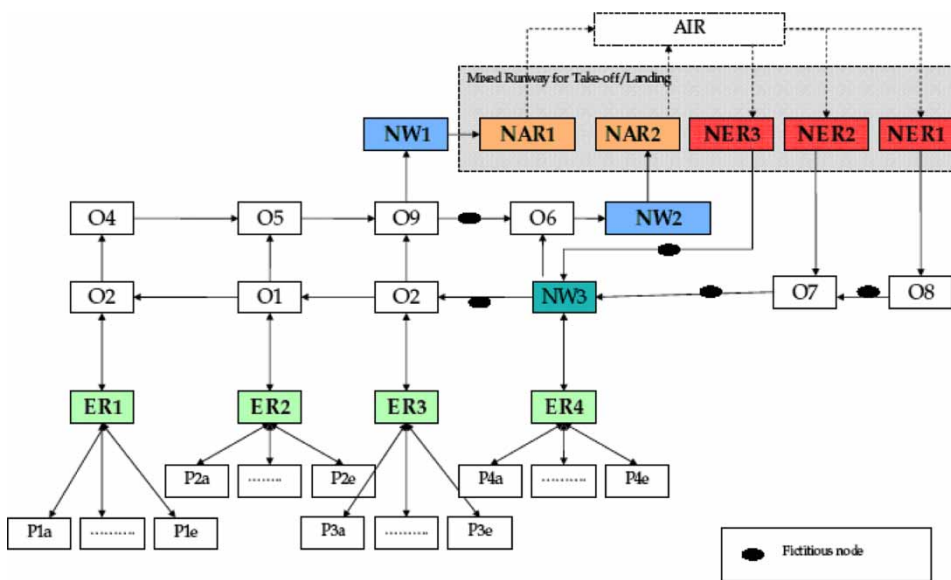 AIR
Mixed Runway for Take-off/Landing
NW1
NAR1
NAR2
NER3
NER2
NER1
O4
O5
O9
O6
NW2
O2
O1
O2
NW3
O7
O8
ER1
ER2
ER3
ER4
P2a
........
P2e
P4a
..........
P4e
P1a
..........
P1e
P3a
..........
P3e
Fictitious node